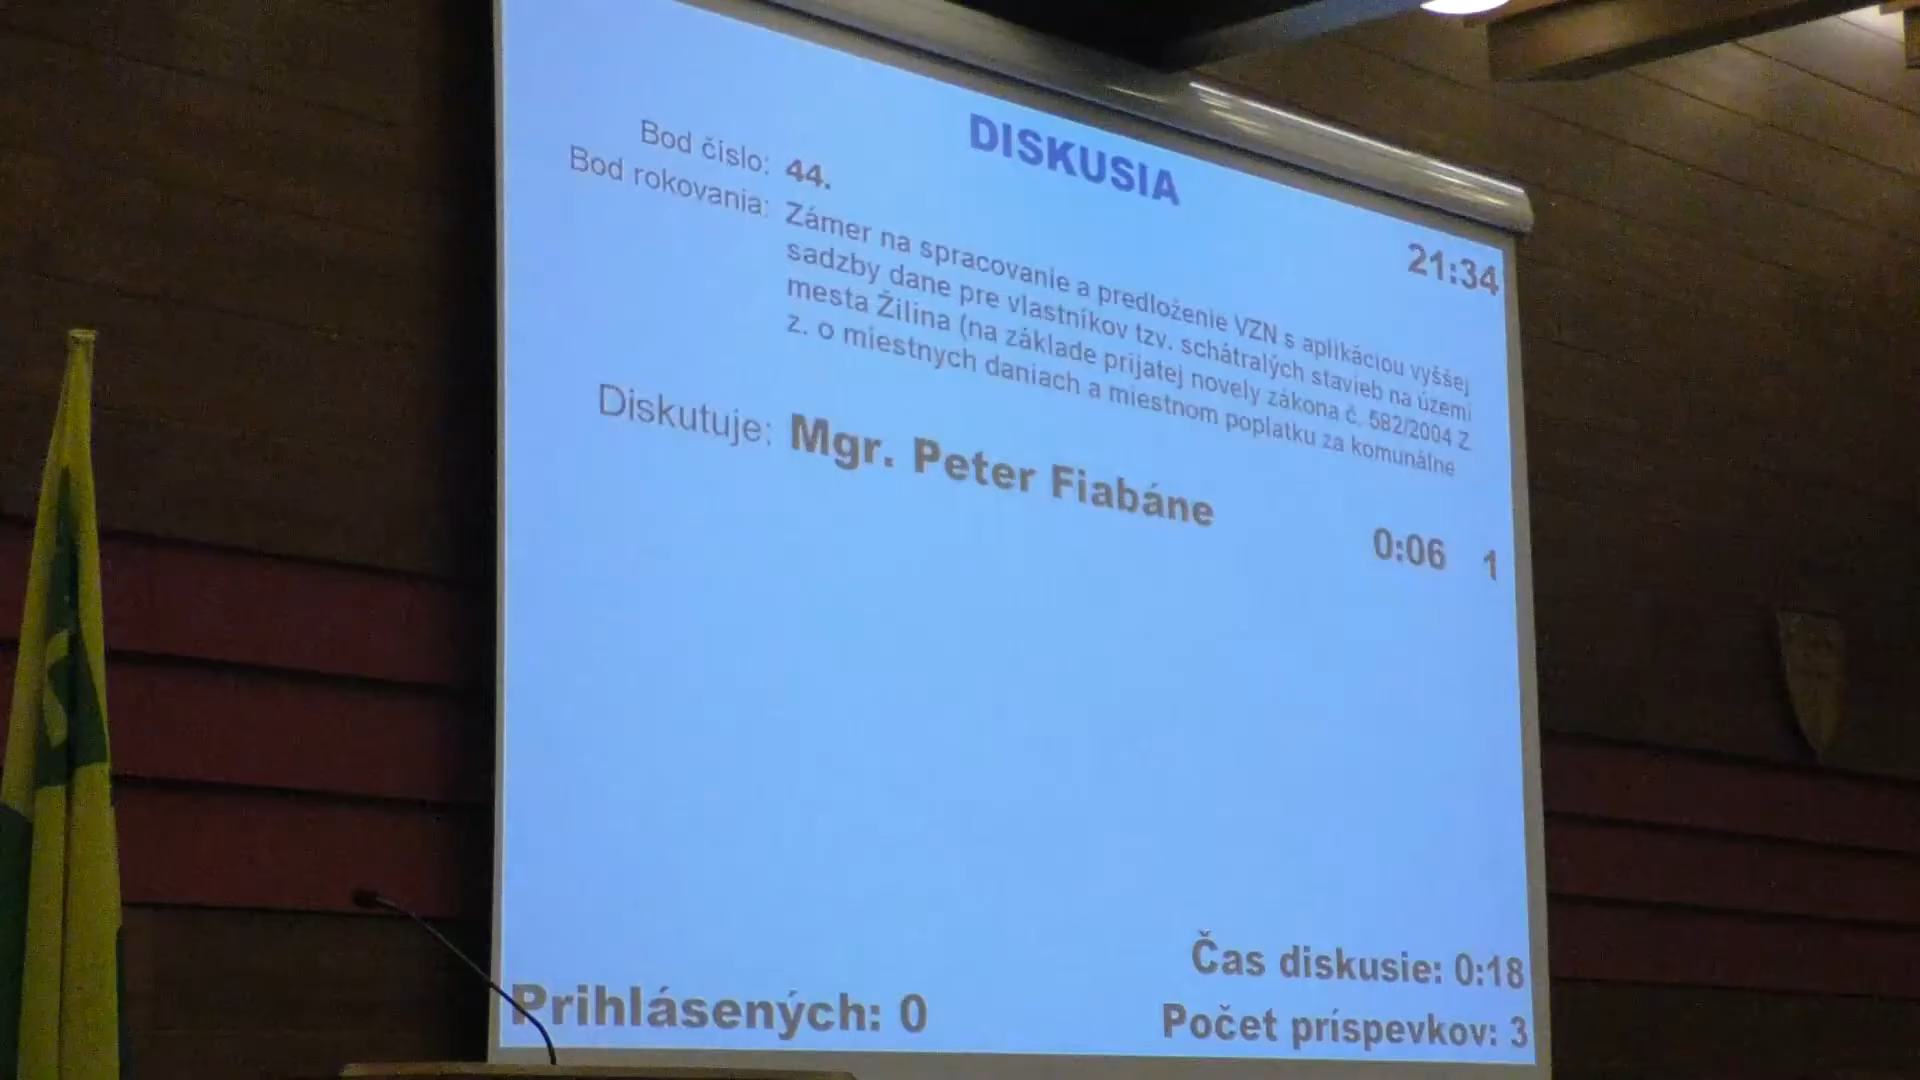 DISKUSIA
Bod číslo: 44.
21:34
Bod rokovania: Zámer na spracovanie a predloženie VZN s aplikáciou vyššej
sadzby dane pre vlastníkov tzv. schátralých stavieb na území
mesta Žilina (na základe prijatej novely zákona č. 582/2004 Z.
z. o miestnych daniach a miestnom poplatku za komunálne
Diskutuje: Mgr. Peter Fiabáne
0:06 1
Čas diskusie: 0:18
Prihlásených: 0
Počet príspevkov: 3